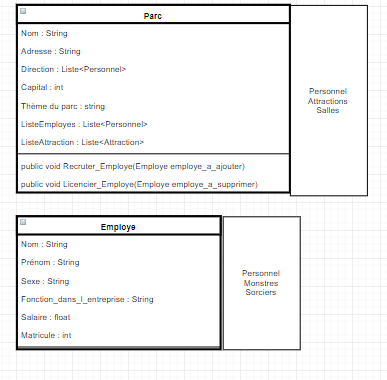 Parc
Nom : String
Adresse : String
Direction : Liste<Personnel>
Capital : int
Thème du parc : string
ListeEmployes : Liste<Personnel>
ListeAttraction : Liste<Attraction>
public void Recruter_Employe(Employe employe_a_ajouter)
public void Licencier_Employe(Employe employe_a_supprimer)
Personnel
Attractions
Salles
Employe
Nom : String
Prénom : String
Sexe : String
Fonction_dans_l_entreprise : String
Salaire : float
Matricule : int
Personnel
Monstres
Sorciers